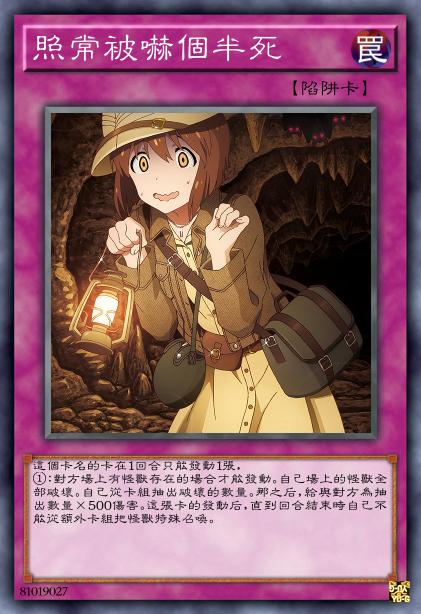 照常被嚇個半死
罠
【陷阱卡】
這個卡名的卡在1回合只能發動1張。
①:對方場上有怪獸存在的場合才能發動。自己場上的怪獸全
部破壞。自己從卡組抽出破壞的數量。那之后,給與對方為抽
出數量×500傷害。這張卡的發動后,直到回合結束時自己不
能從額外卡組把怪獸特殊召喚。
81019027